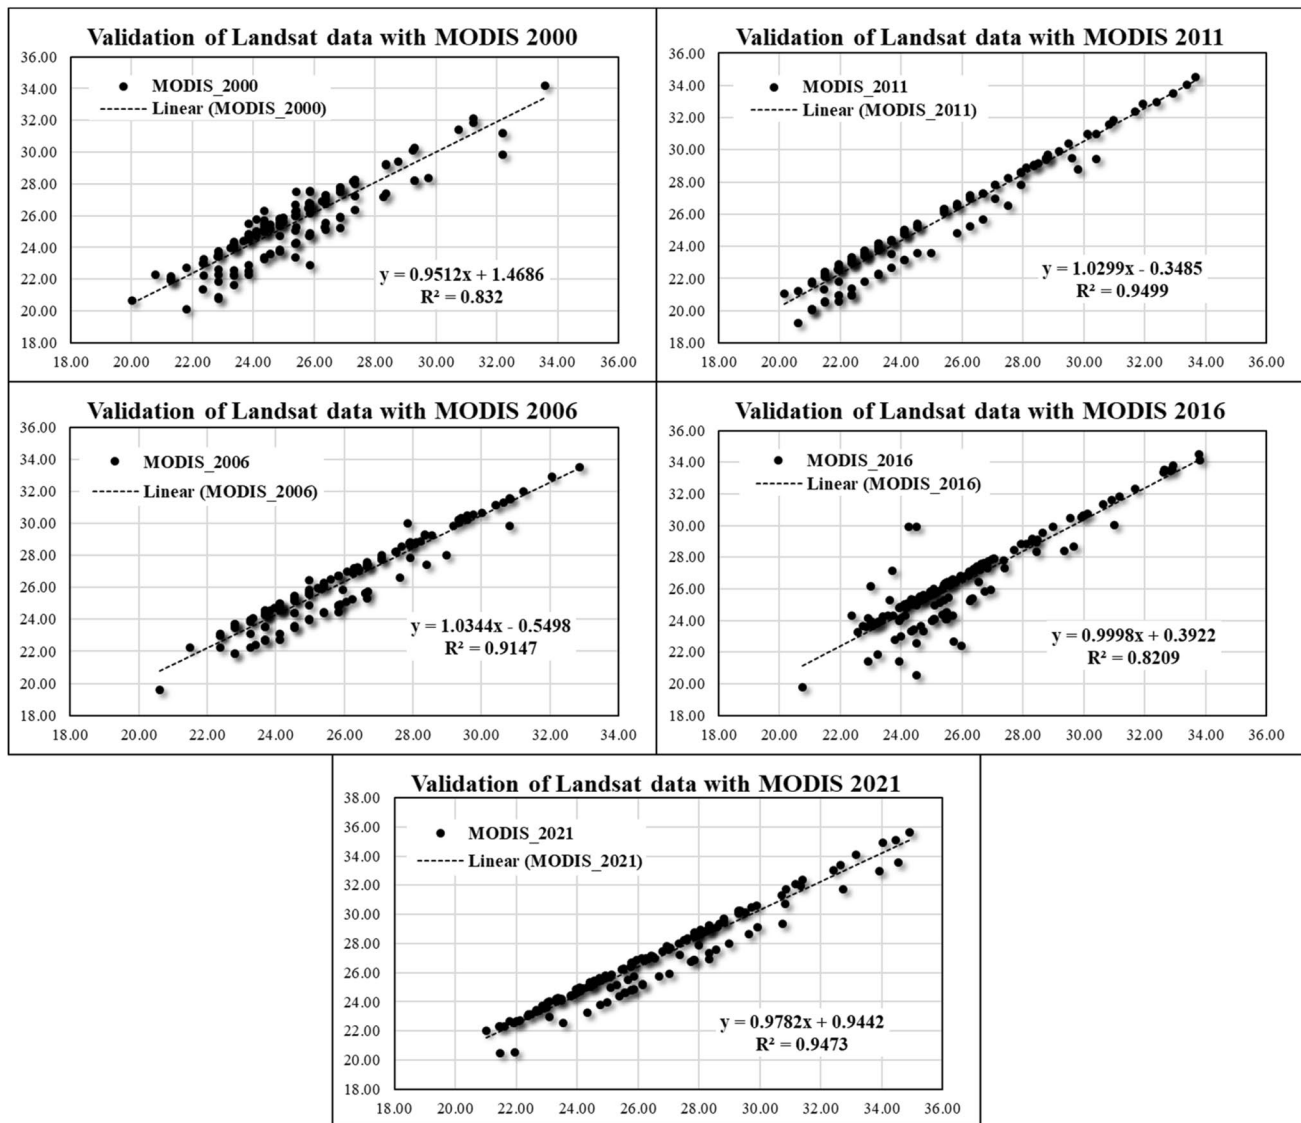 Validation of Landsat data with MODIS 2000
36.00
34.00
32.00
30.00
28.00
26.00
24.00
22.00
20.00
18.00
MODIS_2000
Linear (MODIS_2000)
y = 0.9512x + 1.4686
R² = 0.832
18.00 20.00 22.00 24.00 26.00 28.00 30.00 32.00 34.00 36.00
Validation of Landsat data with MODIS 2011
36.00
34.00
32.00
30.00
28.00
26.00
24.00
22.00
20.00
18.00
MODIS_2011
Linear (MODIS_2011)
y = 1.0299x - 0.3485
R² = 0.9499
18.00 20.00 22.00 24.00 26.00 28.00 30.00 32.00 34.00 36.00
Validation of Landsat data with MODIS 2006
36.00
34.00
32.00
30.00
28.00
26.00
24.00
22.00
20.00
18.00
MODIS_2006
Linear (MODIS_2006)
y = 1.0344x - 0.5498
R² = 0.9147
18.00 20.00 22.00 24.00 26.00 28.00 30.00 32.00 34.00
Validation of Landsat data with MODIS 2016
36.00
34.00
32.00
30.00
28.00
26.00
24.00
22.00
20.00
18.00
MODIS_2016
Linear (MODIS_2016)
y = 0.9998x + 0.3922
R² = 0.8209
18.00 20.00 22.00 24.00 26.00 28.00 30.00 32.00 34.00 36.00
Validation of Landsat data with MODIS 2021
38.00
36.00
34.00
32.00
30.00
28.00
26.00
24.00
22.00
20.00
18.00
MODIS_2021
Linear (MODIS_2021)
y = 0.9782x + 0.9442
R² = 0.9473
18.00 20.00 22.00 24.00 26.00 28.00 30.00 32.00 34.00 36.00